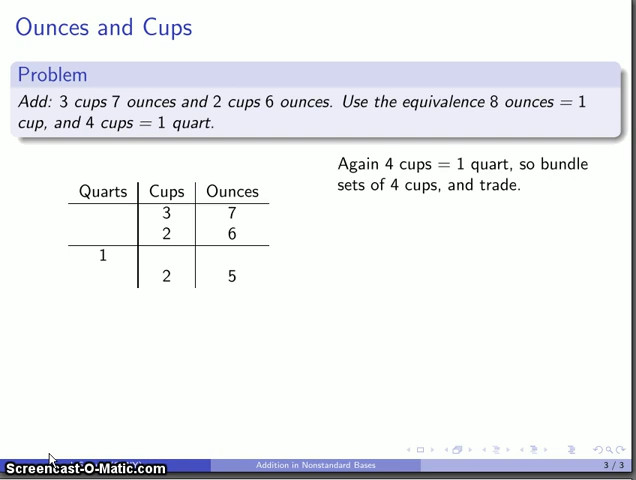 Ounces and Cups
Problem
Add: 3 cups 7 ounces and 2 cups 6 ounces. Use the equivalence 8 ounces = 1
cup, and 4 cups = 1 quart.
Again 4 cups = 1 quart, so bundle
sets of 4 cups, and trade.
Quarts Cups Ounces
3 7
2 6
1
2 5
Screencast-O-Matic.com
Addition in Nonstandard Bases
3 / 3